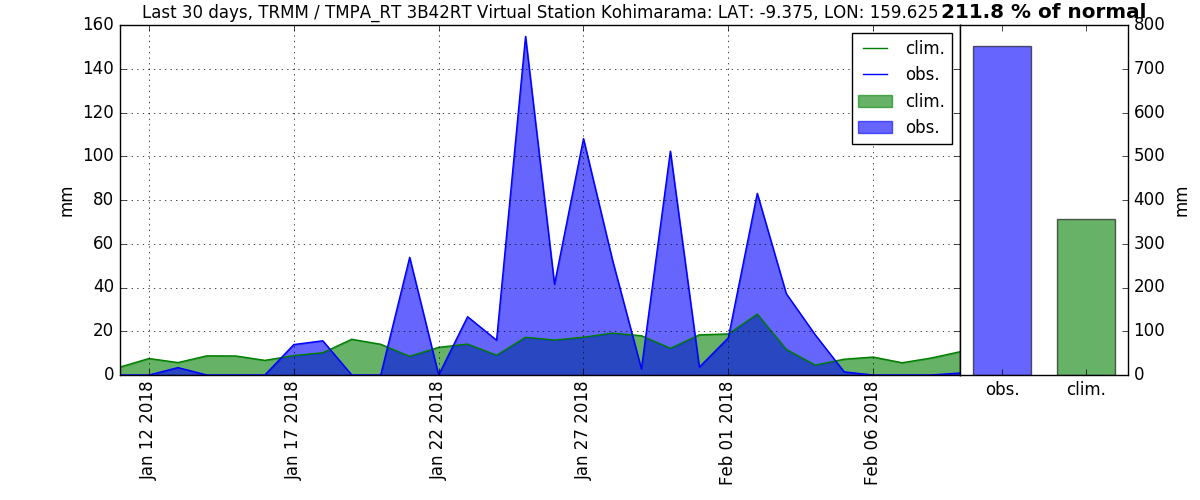 Last 30 days, TRMM / TMPA_RT 3B42RT Virtual Station Kohimarama: LAT: -9.375, LON: 159.625
211.8 % of normal
160
140
120
100
80
60
40
20
0
mm
clim.
obs.
clim.
obs.
Jan 12 2018
Jan 17 2018
Jan 22 2018
Jan 27 2018
Feb 01 2018
Feb 06 2018
800
700
600
500
400
300
200
100
0
mm
obs.
clim.